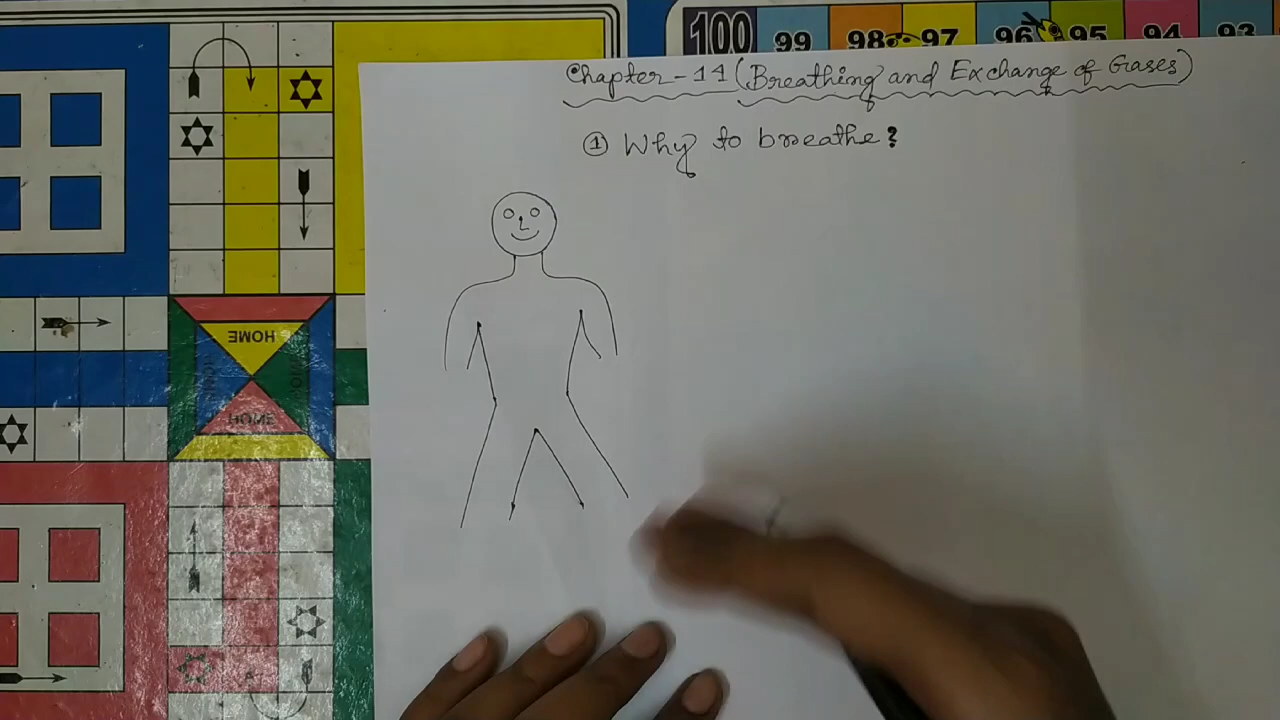 100 99 98 97 96 95 94 93
Chapter-11 (Breathing and Exchange of Gases)
① Why to breathe?
HOME
HOME